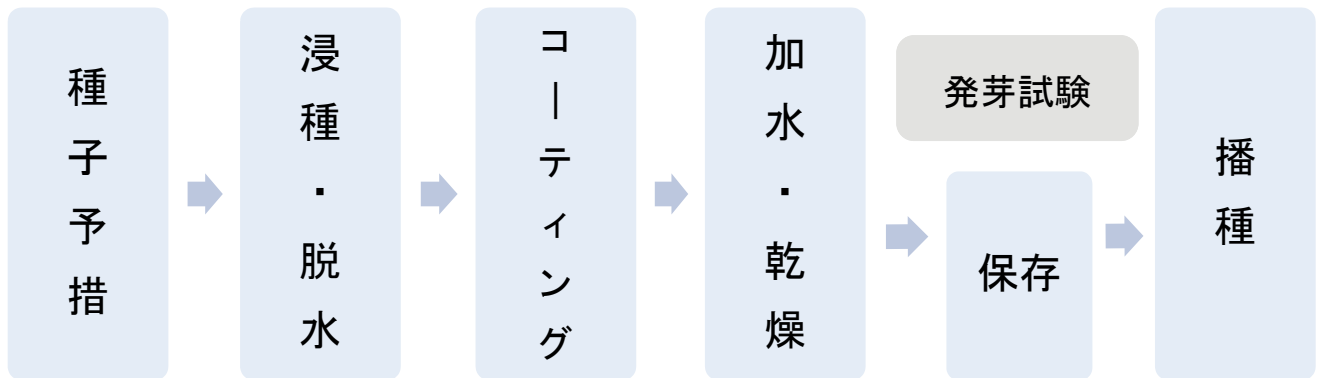 種子予措
浸種・脱水
コーティング
加水・乾燥
発芽試験
保存
播種